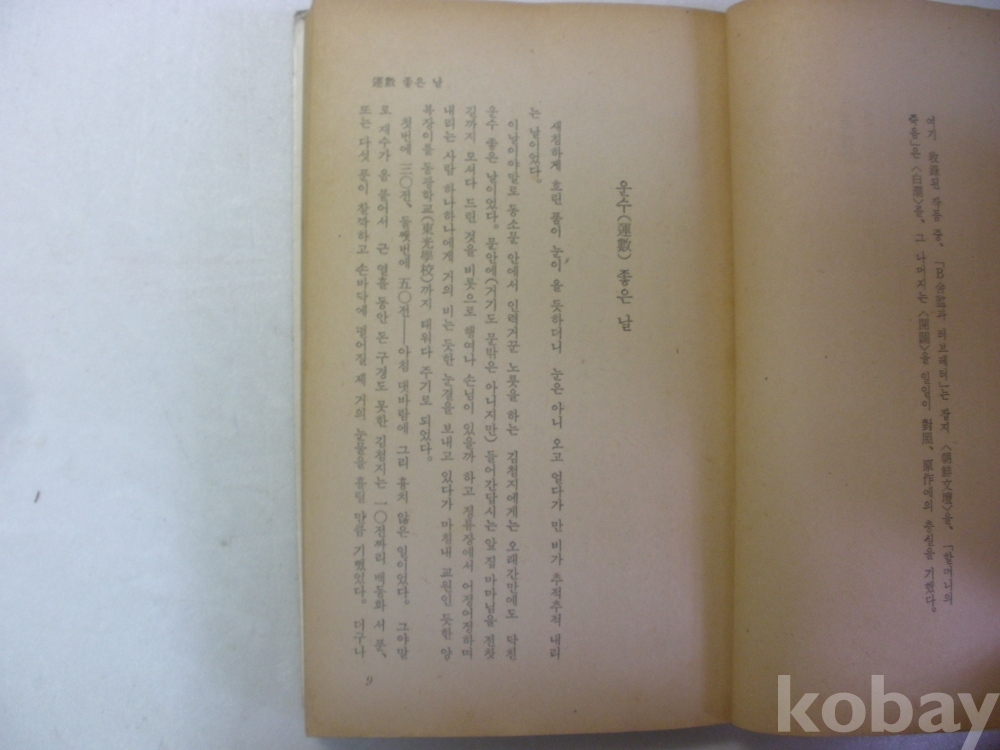 여기 收錄된 작품 중, 「B舍監과 러브레터」는 잡지 〈朝鮮文壇〉을, 「할머니의
죽음」은 〈白潮〉를, 그 나머지는 〈開闢〉을 일일이 對照, 原作에의 충실을 기했다.
運數 좋은 날
운수(運數) 좋은 날
새침하게 흐린 품이 눈이 올 듯하더니 눈은 아니 오고 얼다가 만 비가 추적추적 내리
는 날이었다.
이날이야말로 동소문 안에서 인력거꾼 노릇을 하는 김첨지에게는 오래간만에도 닥친
운수 좋은 날이었다. 문안에(거기도 문밖은 아니지만) 들어간답시는 앞집 마마님을 전찻
길까지 모셔다 드린 것을 비롯으로 행여나 손님이 있을까 하고 정류장에서 어정어정하며
내리는 사람 하나하나에게 거의 비는 듯한 눈결을 보내고 있다가 마침내 교원인 듯한 양
복장이를 동광학교(東光學校)까지 태워다 주기로 되었다.
첫번에 三〇전, 둘쨋번에 五〇전——아침 댓바람에 그리 흉치 않은 일이었다. 그야말
로 재수가 옴 붙어서 근 열흘 동안 돈 구경도 못한 김첨지는 一〇전짜리 백동화 서 푼,
또는 다섯 푼이 찰깍하고 손바닥에 떨어질 제 거의 눈물을 흘릴 만큼 기뻤었다. 더구나
9
kobay